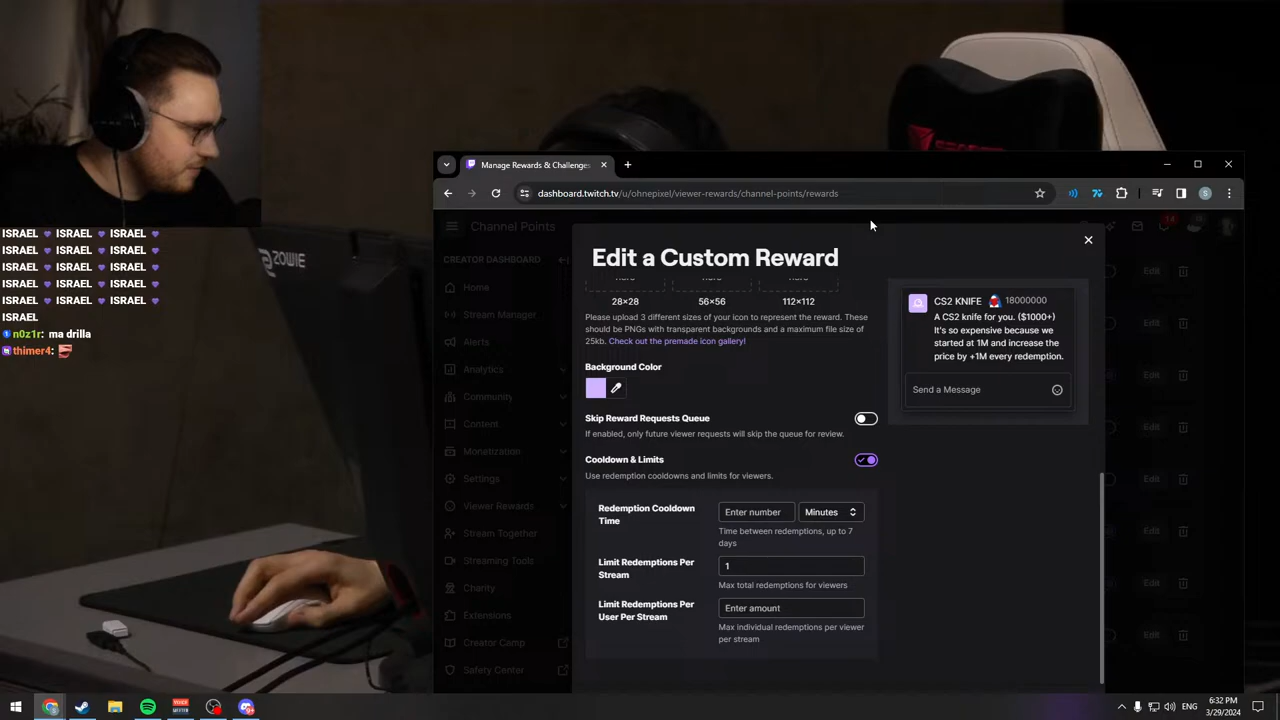 ISRAEL 💜 ISRAEL 💜 ISRAEL 💜
ISRAEL 💜 ISRAEL 💜 ISRAEL 💜
ISRAEL 💜 ISRAEL 💜 ISRAEL 💜
ISRAEL 💜 ISRAEL 💜 ISRAEL 💜
ISRAEL 💜 ISRAEL 💜 ISRAEL 💜
ISRAEL
n0z1r: ma drilla
thimer4:
ZOWIE
Manage Rewards & Challenges
dashboard.twitch.tv/u/ohnepixel/viewer-rewards/channel-points/rewards
S
Channel Points
14
CREATOR DASHBOARD
Home
Stream Manager
Alerts
Analytics
Community
Content
Monetization
Settings
Viewer Rewards
Stream Together
Streaming Tools
Charity
Extensions
Creator Camp
Safety Center
Edit a Custom Reward
28×28
56×56
112×112
Please upload 3 different sizes of your icon to represent the reward. These
should be PNGs with transparent backgrounds and a maximum file size of
25kb. Check out the premade icon gallery!
Background Color
Skip Reward Requests Queue
If enabled, only future viewer requests will skip the queue for review.
Cooldown & Limits
Use redemption cooldowns and limits for viewers.
Redemption Cooldown
Time
Enter number
Minutes
Time between redemptions, up to 7
days
Limit Redemptions Per
Stream
1
Max total redemptions for viewers
Limit Redemptions Per
User Per Stream
Enter amount
Max individual redemptions per viewer
per stream
CS2 KNIFE 18000000
A CS2 knife for you. ($1000+)
It's so expensive because we
started at 1M and increase the
price by +1M every redemption.
Send a Message
Edit
Edit
Edit
Edit
Edit
Edit
Edit
ENG
6:32 PM
3/29/2024